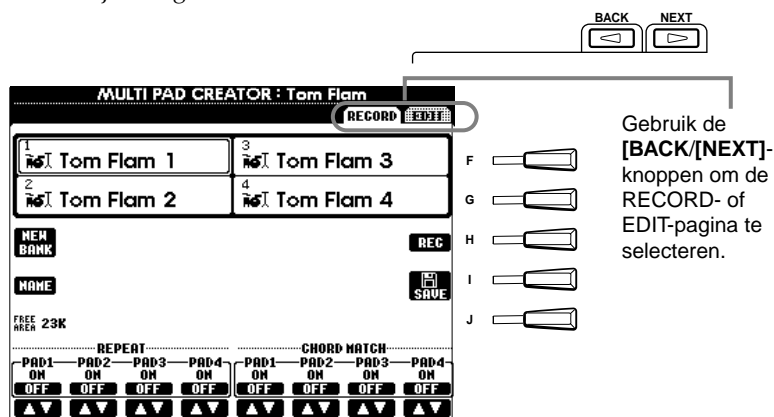 BACK NEXT
MULTI PAD CREATOR : Tom Flam
RECORD EDIT
1 Tom Flam 1
3 Tom Flam 3
2 Tom Flam 2
4 Tom Flam 4
NEW
BANK
REC
NAME
SAVE
FREE
AREA 23K
REPEAT CHORD MATCH
PAD1 PAD2 PAD3 PAD4 PAD1 PAD2 PAD3 PAD4
ON ON ON ON ON ON ON ON
OFF OFF OFF OFF OFF OFF OFF OFF
F
G
H
I
J
Gebruik de
[BACK/[NEXT]-
knoppen om de
RECORD- of
EDIT-pagina te
selecteren.